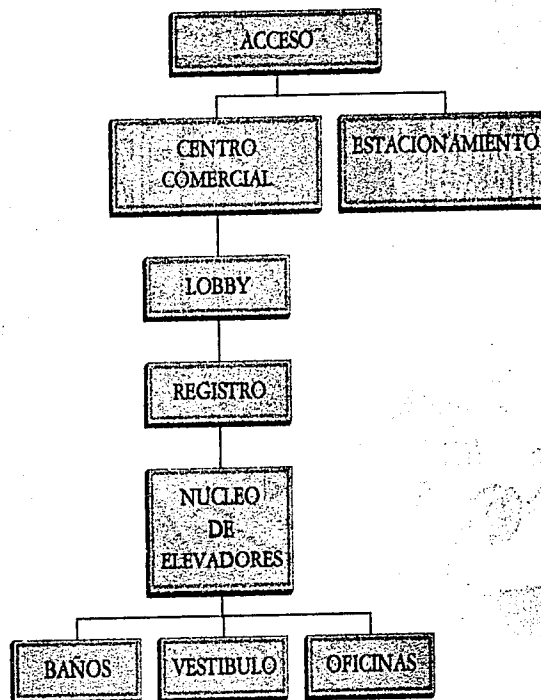 ACCESO
CENTRO
COMERCIAL
ESTACIONAMIENTO
LOBBY
REGISTRO
NUCLEO
DE
ELEVADORES
BAÑOS
VESTIBULO
OFICINAS